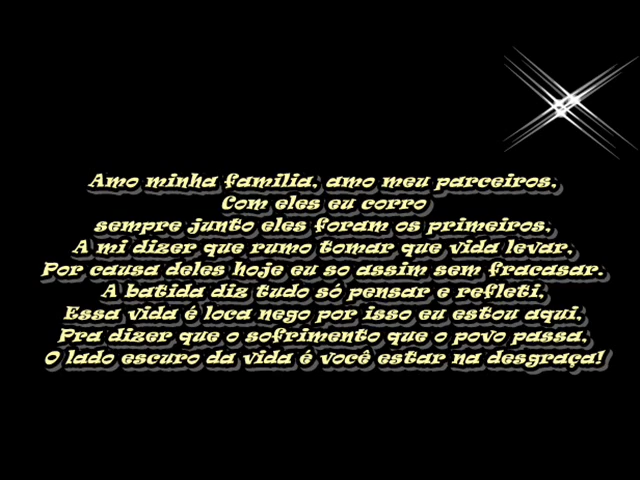 Amo minha familia, amo meu parceiros,
Com eles eu corro
sempre junto eles foram os primeiros,
A mi dizer que rumo tomar que vida levar,
Por causa deles hoje eu so assim sem fracasar.
A batida diz tudo só pensar e refleti,
Essa vida é loca nego por isso eu estou aqui,
Pra dizer que o sofrimento que o povo passa,
O lado escuro da vida é você estar na desgraça!